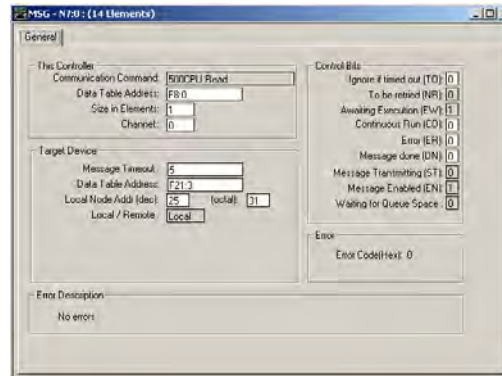 MSG - N7:0 : (14 Elements)
General
This Controller
Communication Command: 500CPU Read
Data Table Address: F8:0
Size in Elements: 1
Channel: 0
Target Device
Message Timeout: 5
Data Table Address: F21:3
Local Node Addr (dec): 25 (octal): 31
Local / Remote: Local
Control Bits
Ignore if timed out (TO): 0
To be retried (NR): 0
Awaiting Execution (EW): 1
Continuous Run (CO): 0
Error (ER): 0
Message done (DN): 0
Message Transmitting (ST): 0
Message Enabled (EN): 1
Waiting for Queue Space: 0
Error
Error Code(Hex): 0
Error Description
No errors